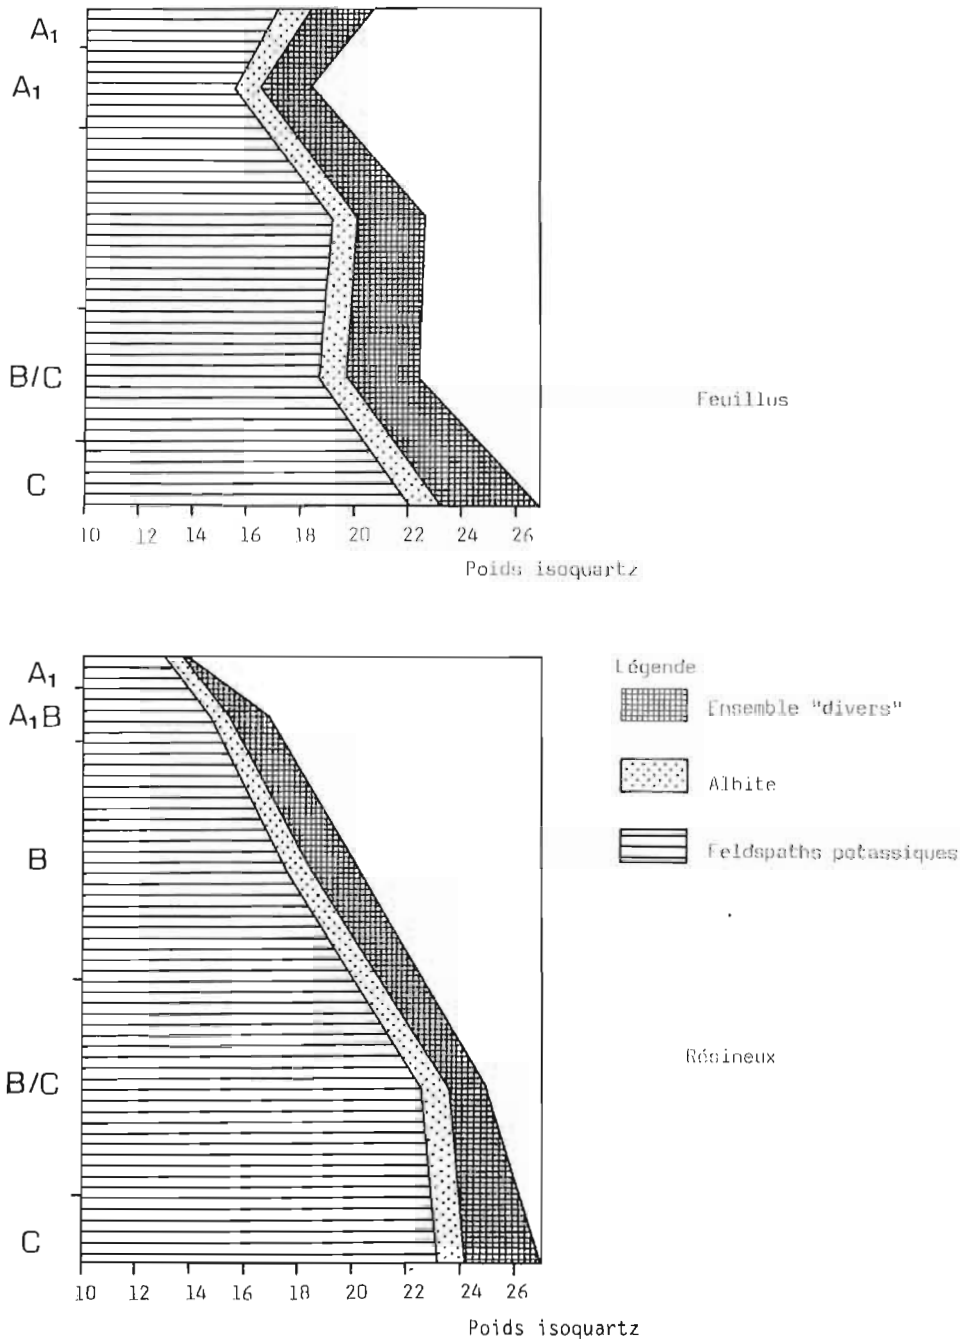 A₁
A₁
B/C
C
Feuillus
10 12 14 16 18 20 22 24 26
Poids isoquartz
A₁
A₁B
B
B/C
C
Légende
Ensemble "divers"
Albite
Feldspaths potassiques
Résineux
10 12 14 16 18 20 22 24 26
Poids isoquartz